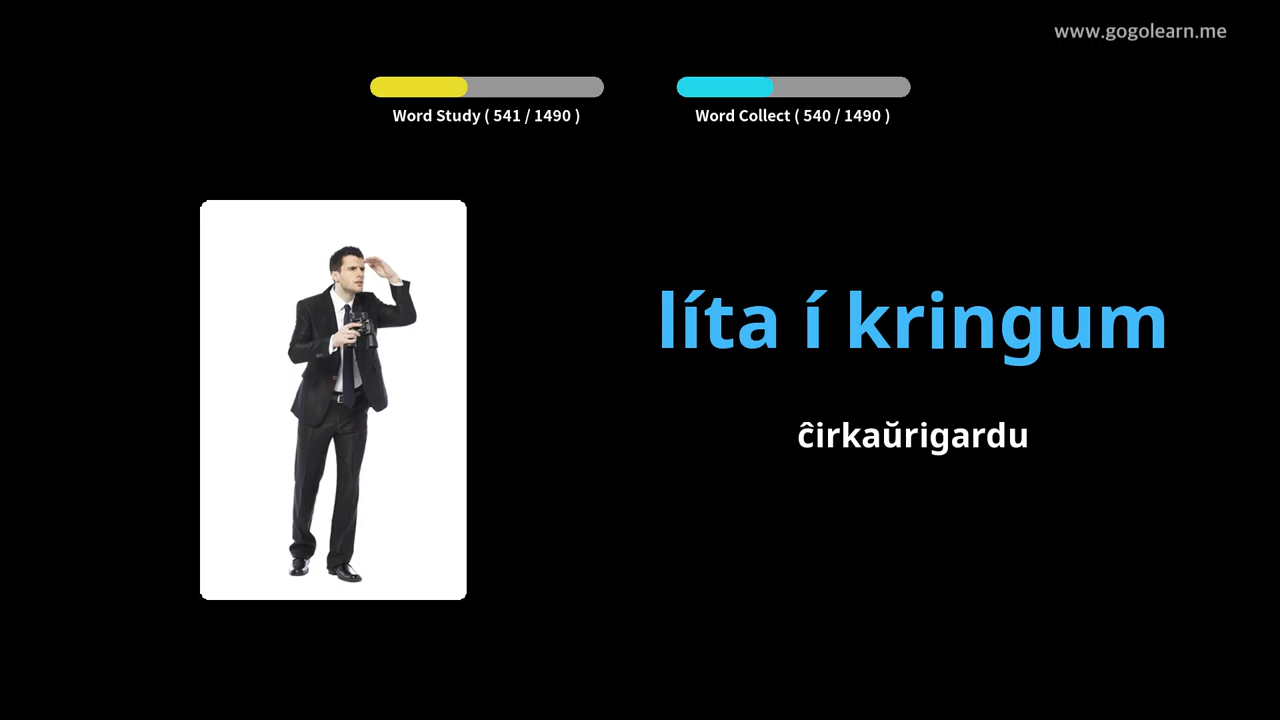 www.gogolearn.me
Word Study ( 541 / 1490 )
Word Collect ( 540 / 1490 )
líta í kringum
ĉirkaŭrigardu